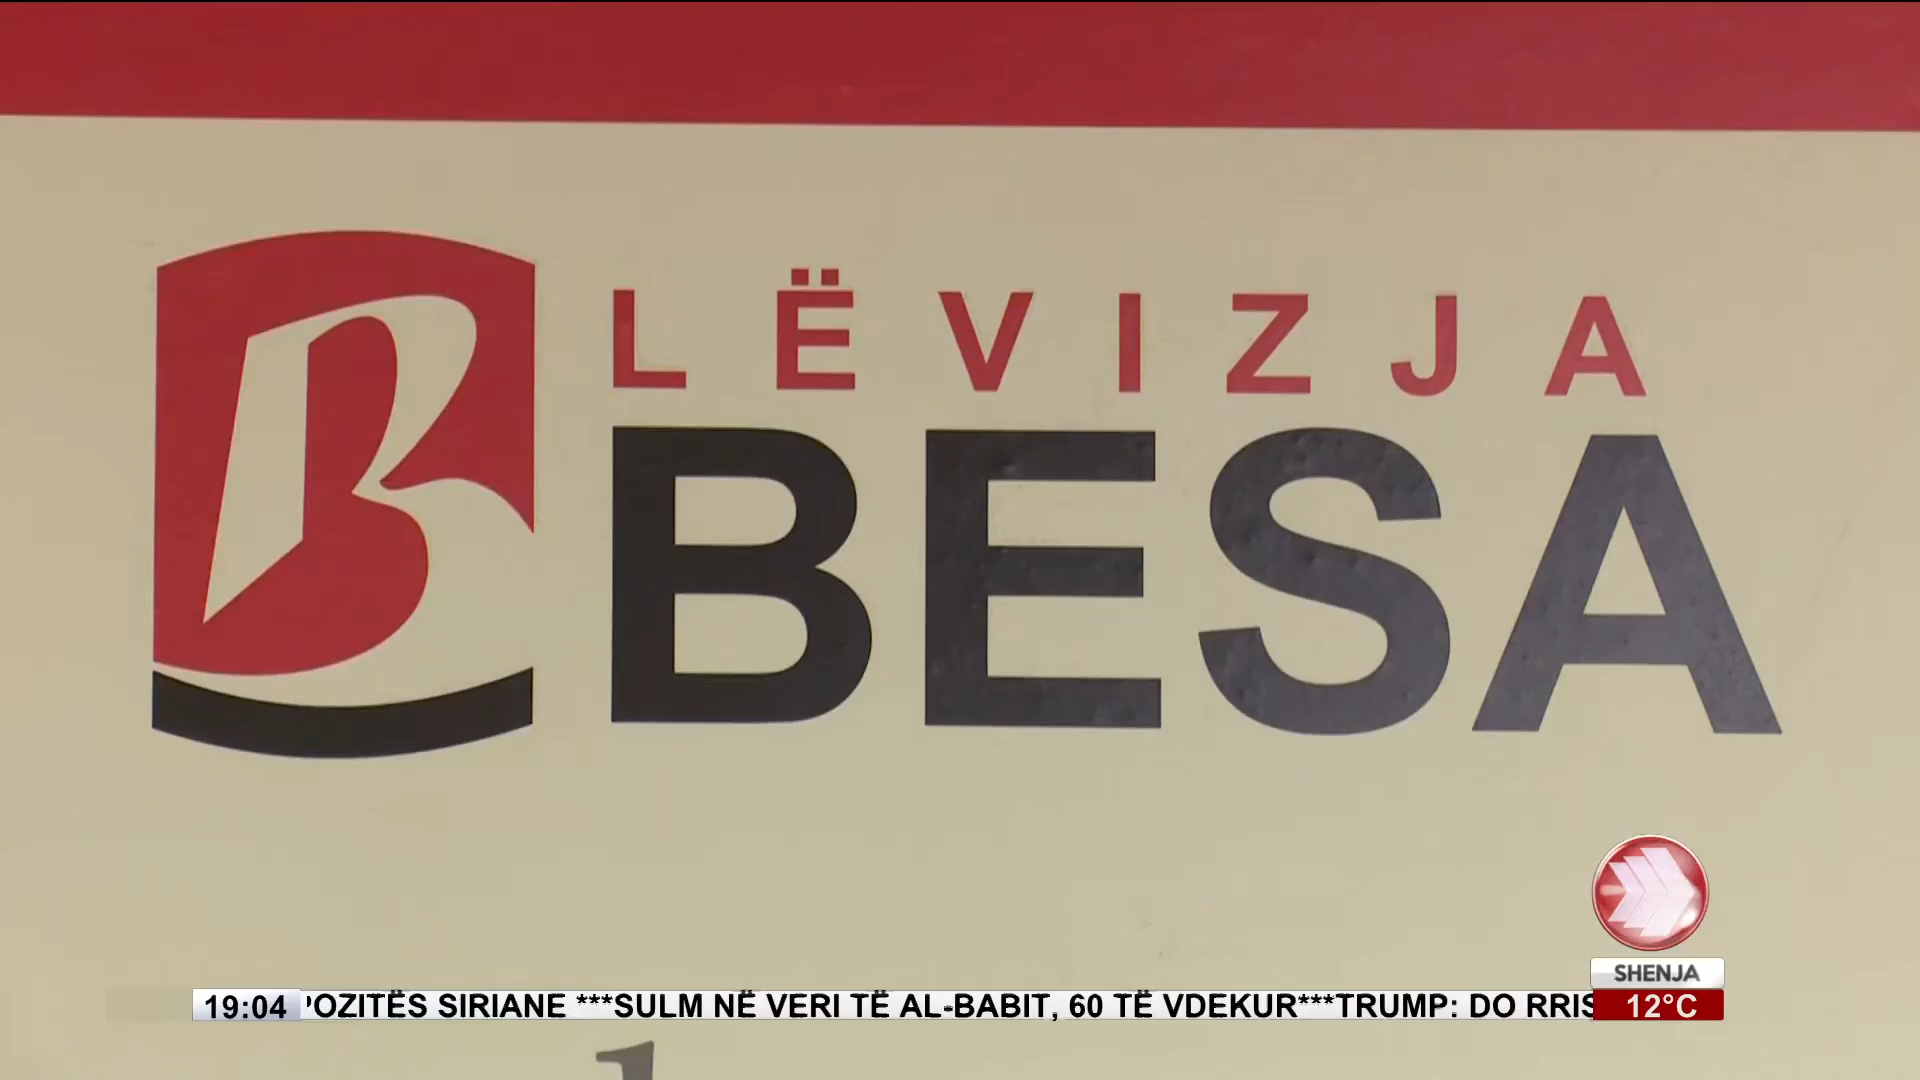 LËVIZJA
BESA
SHENJA
19:04 POZITËS SIRIANE ***SULM NË VERI TË AL-BABIT, 60 TË VDEKUR***TRUMP: DO RRIS 12°C